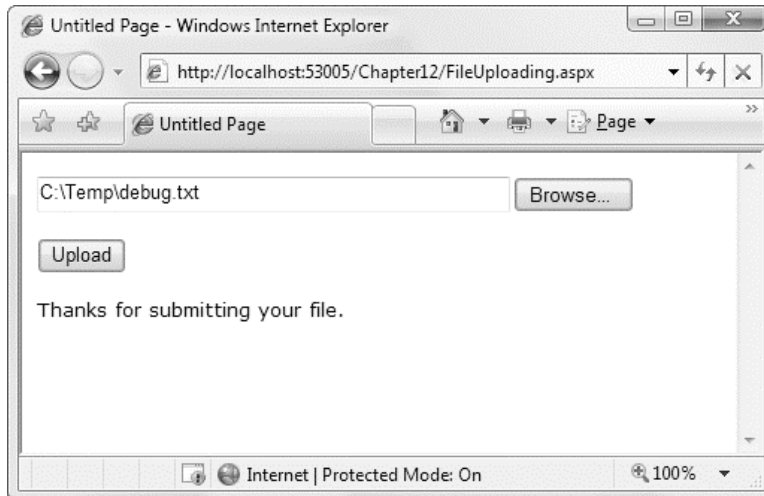 Untitled Page - Windows Internet Explorer
http://localhost:53005/Chapter12/FileUploading.aspx
Untitled Page
Page
C:\Temp\debug.txt
Browse...
Upload
Thanks for submitting your file.
Internet | Protected Mode: On
100%